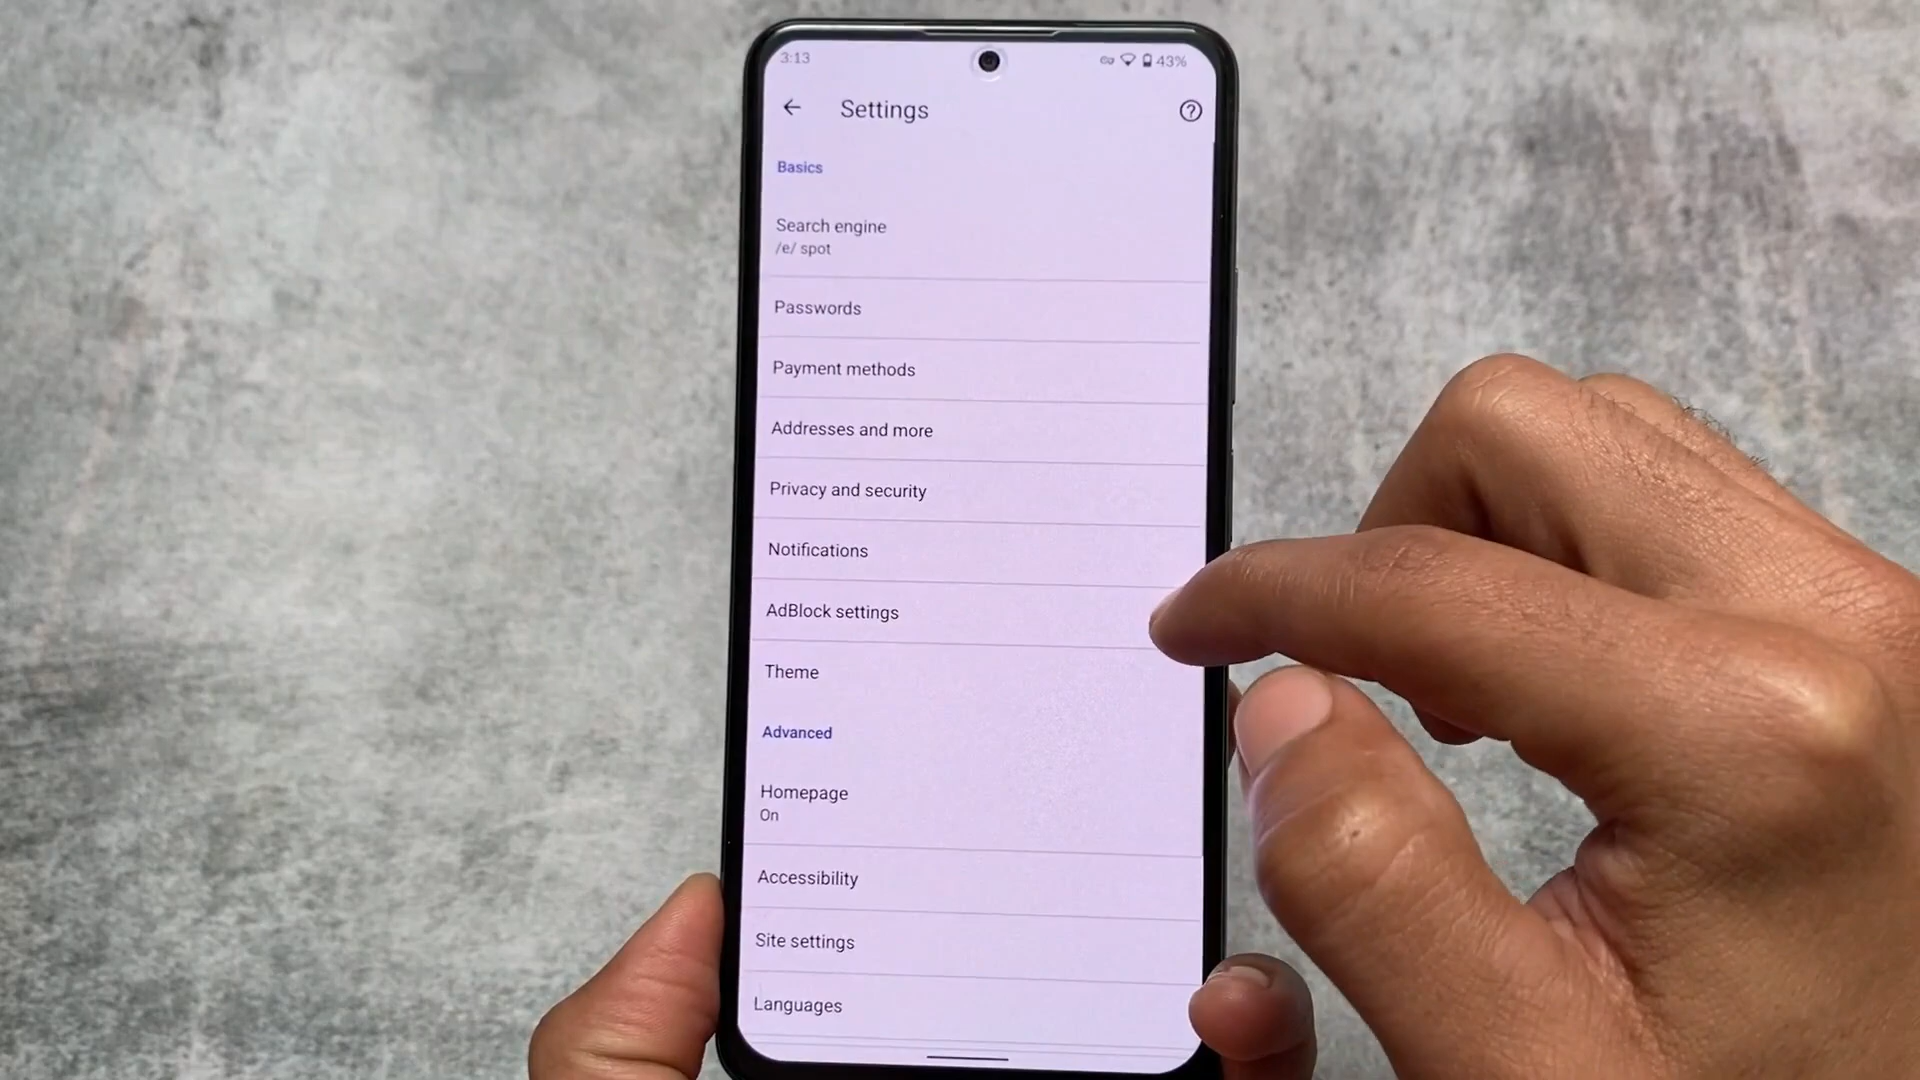 3:13
43%
Settings
Basics
Search engine
/e/ spot
Passwords
Payment methods
Addresses and more
Privacy and security
Notifications
AdBlock settings
Theme
Advanced
Homepage
On
Accessibility
Site settings
Languages